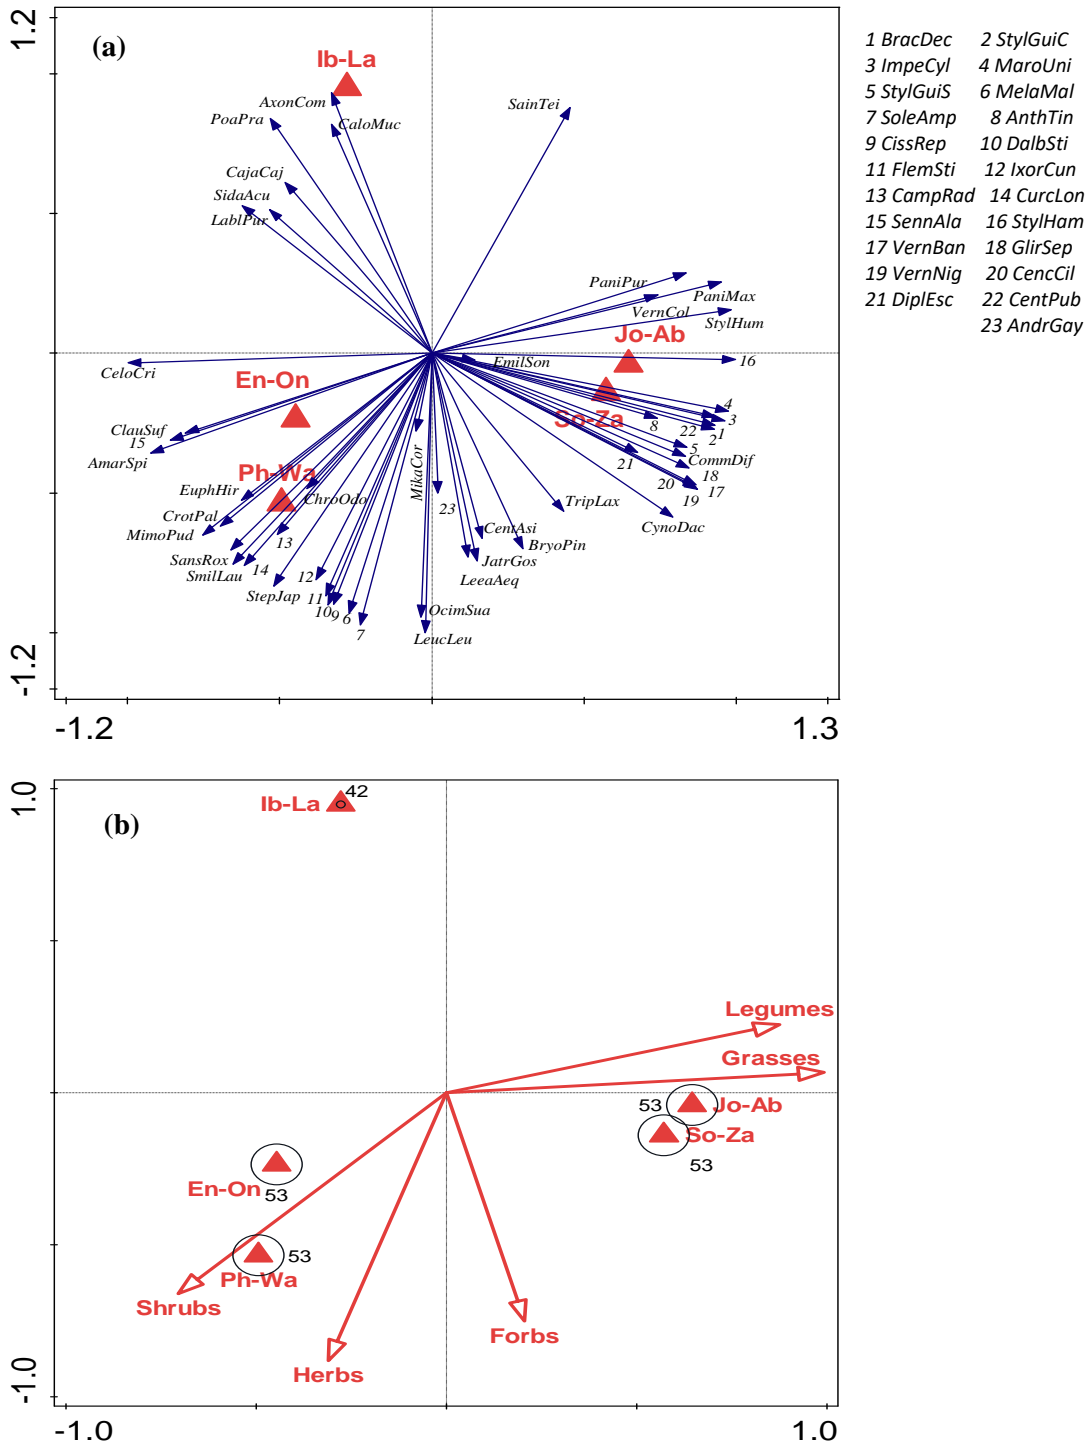 1.2
(a)
Ib-La
AxonCom
SainTei
PoaPra
CaloMuc
CajaCaj
SidaAcu
LablPur
PaniPur
PaniMax
VernCol
StylHum
Jo-Ab
CeloCri
EmilSon
16
En-On
So-Za
4
3
8
22
21
ClauSuf
15
5
CommDif
AmarSpi
MikaCor
21
18
Ph-Wa
20
17
EuphHir
ChroOdo
19
CrotPal
23
TripLax
MimoPud
CynoDac
CentAsi
13
BryoPin
SansRox
JatrGos
SmilLau
14
12
LeeaAeq
StepJap
11
10
9
6
OcimSua
7
LeucLeu
-1.2
-1.2
1.3
1 BracDec 2 StylGuiC
3 ImpeCyl 4 MaroUni
5 StylGuiS 6 MelaMal
7 SoleAmp 8 AnthTin
9 CissRep 10 DalbSti
11 FlemSti 12 IxorCun
13 CampRad 14 CurcLon
15 SennAla 16 StylHam
17 VernBan 18 GlirSep
19 VernNig 20 CencCil
21 DiplEsc 22 CentPub
23 AndrGay
1.0
Ib-La
42
(b)
Legumes
Grasses
53
Jo-Ab
So-Za
53
En-On
53
53
Ph-Wa
Shrubs
Forbs
Herbs
-1.0
-1.0
1.0